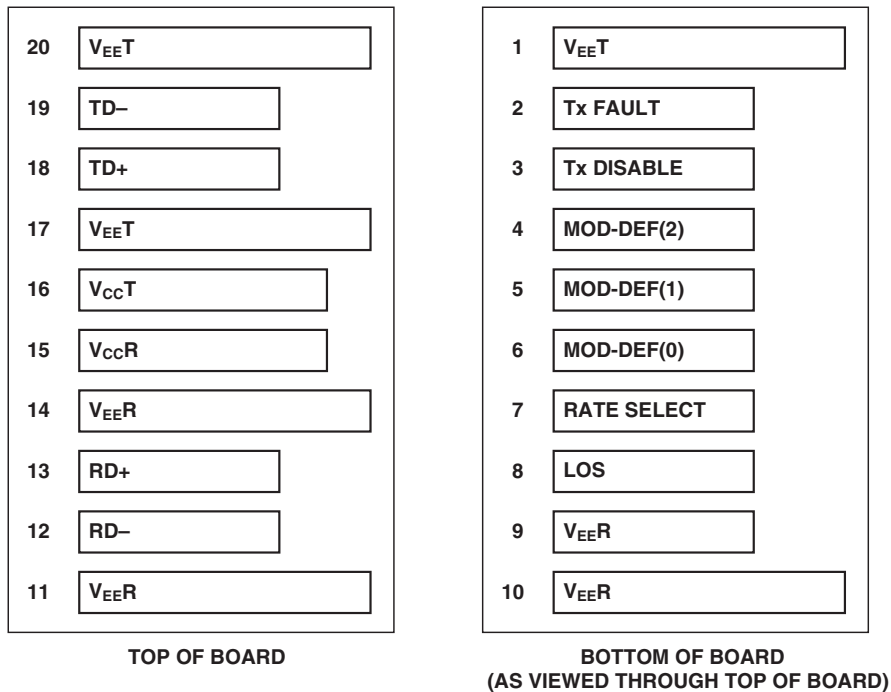 20 VEET
19 TD–
18 TD+
17 VEET
16 VCCT
15 VCCR
14 VEER
13 RD+
12 RD–
11 VEER
TOP OF BOARD
1 VEET
2 Tx FAULT
3 Tx DISABLE
4 MOD-DEF(2)
5 MOD-DEF(1)
6 MOD-DEF(0)
7 RATE SELECT
8 LOS
9 VEER
10 VEER
BOTTOM OF BOARD
(AS VIEWED THROUGH TOP OF BOARD)